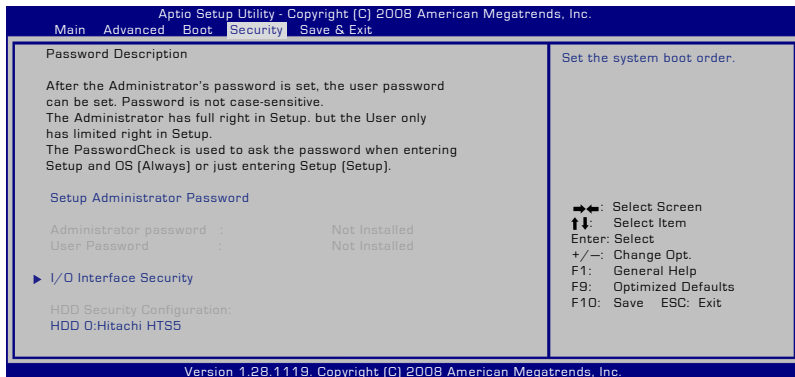 Aptio Setup Utility - Copyright (C) 2008 American Megatrends, Inc.
Main Advanced Boot Security Save & Exit
Password Description
After the Administrator's password is set, the user password
can be set. Password is not case-sensitive.
The Administrator has full right in Setup. but the User only
has limited right in Setup.
The PasswordCheck is used to ask the password when entering
Setup and OS (Always) or just entering Setup (Setup).
Setup Administrator Password
Administrator password : Not Installed
User Password : Not Installed
I/O Interface Security
HDD Security Configuration:
HDD 0:Hitachi HTS5
Set the system boot order.
→←: Select Screen
↑↓: Select Item
Enter: Select
+/—: Change Opt.
F1: General Help
F9: Optimized Defaults
F10: Save ESC: Exit
Version 1.28.1119. Copyright (C) 2008 American Megatrends, Inc.